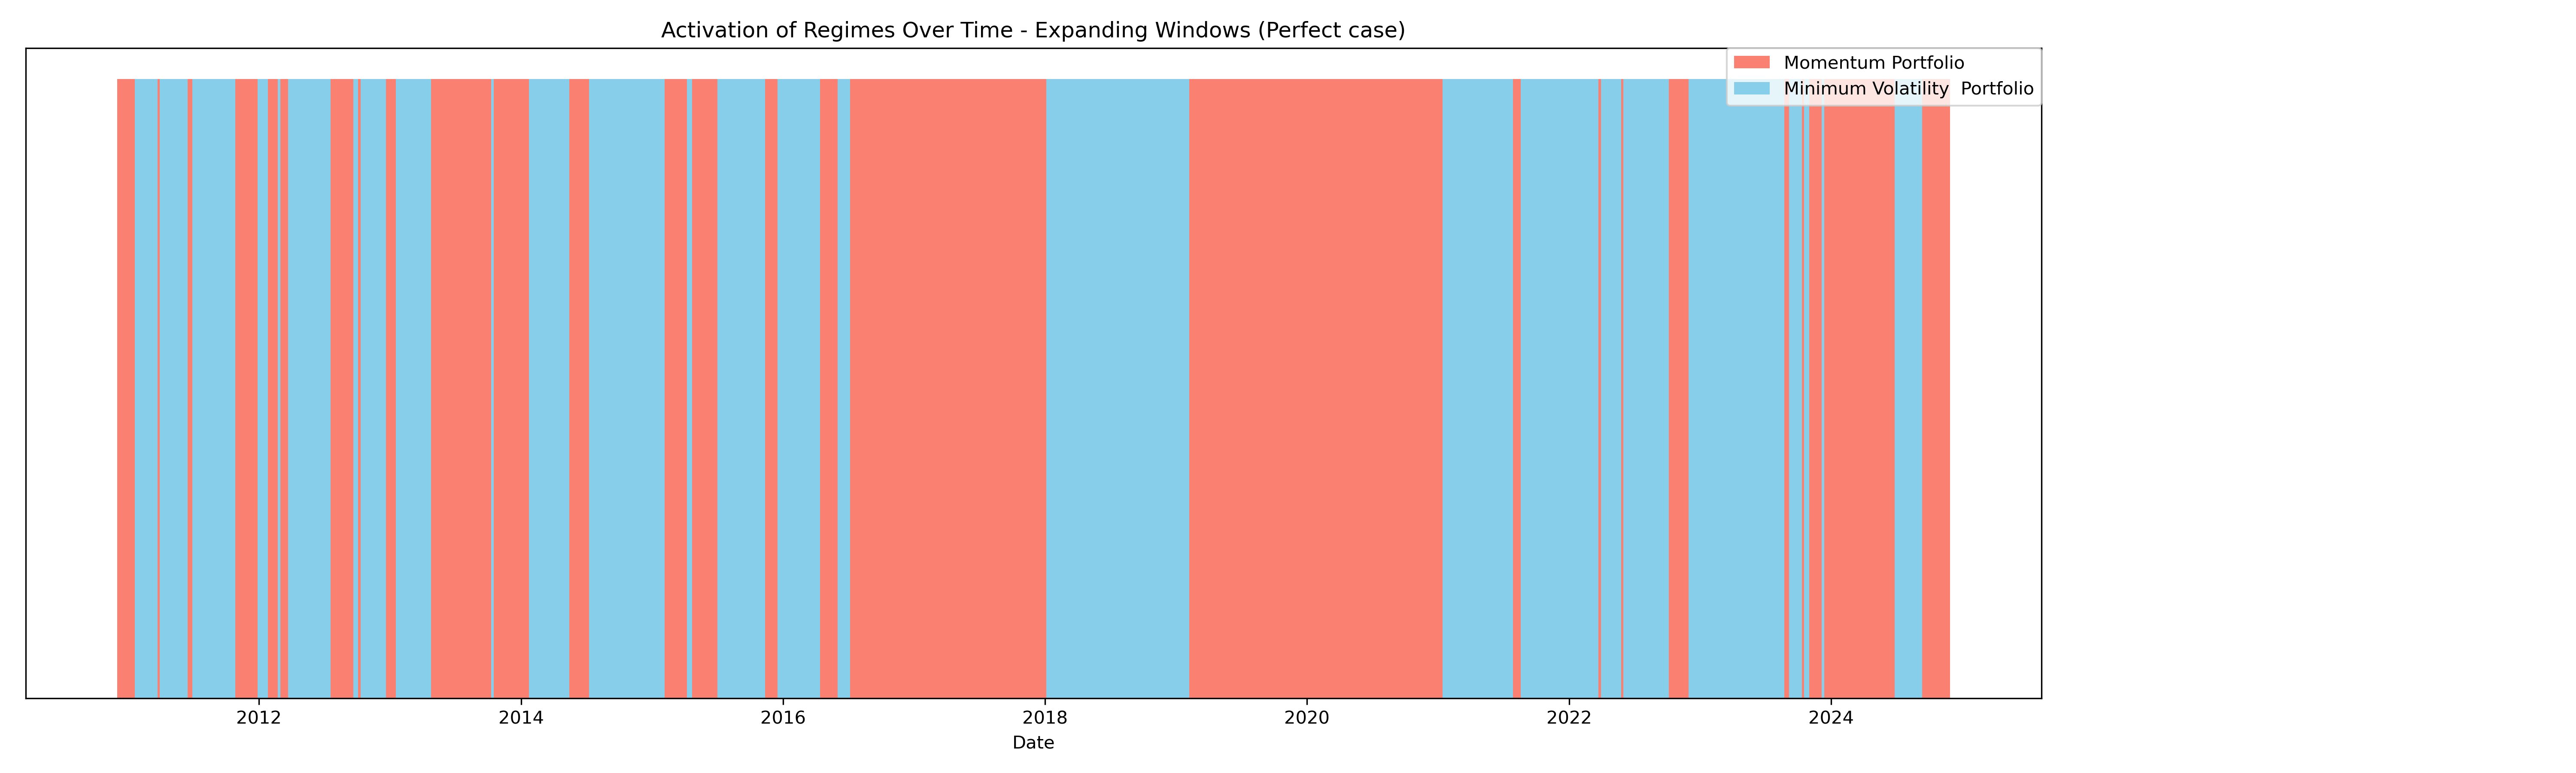 Activation of Regimes Over Time - Expanding Windows (Perfect case)
Momentum Portfolio
Minimum Volatility  Portfolio
2012 2014 2016 2018 2020 2022 2024
Date